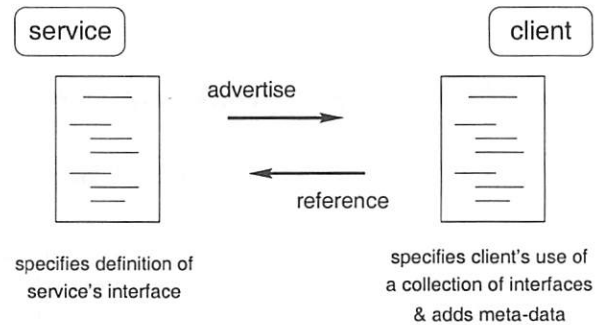 service
client
advertise
reference
specifies definition of
service's interface
specifies client's use of
a collection of interfaces
& adds meta-data